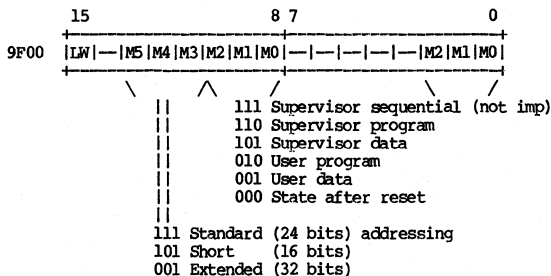 15 8 7 0
9F00 |LW|--|M5|M4|M3|M2|M1|M0|--|--|--|--|--|M2|M1|M0|
111 Supervisor sequential (not imp)
110 Supervisor program
101 Supervisor data
010 User program
001 User data
000 State after reset
111 Standard (24 bits) addressing
101 Short (16 bits)
001 Extended (32 bits)